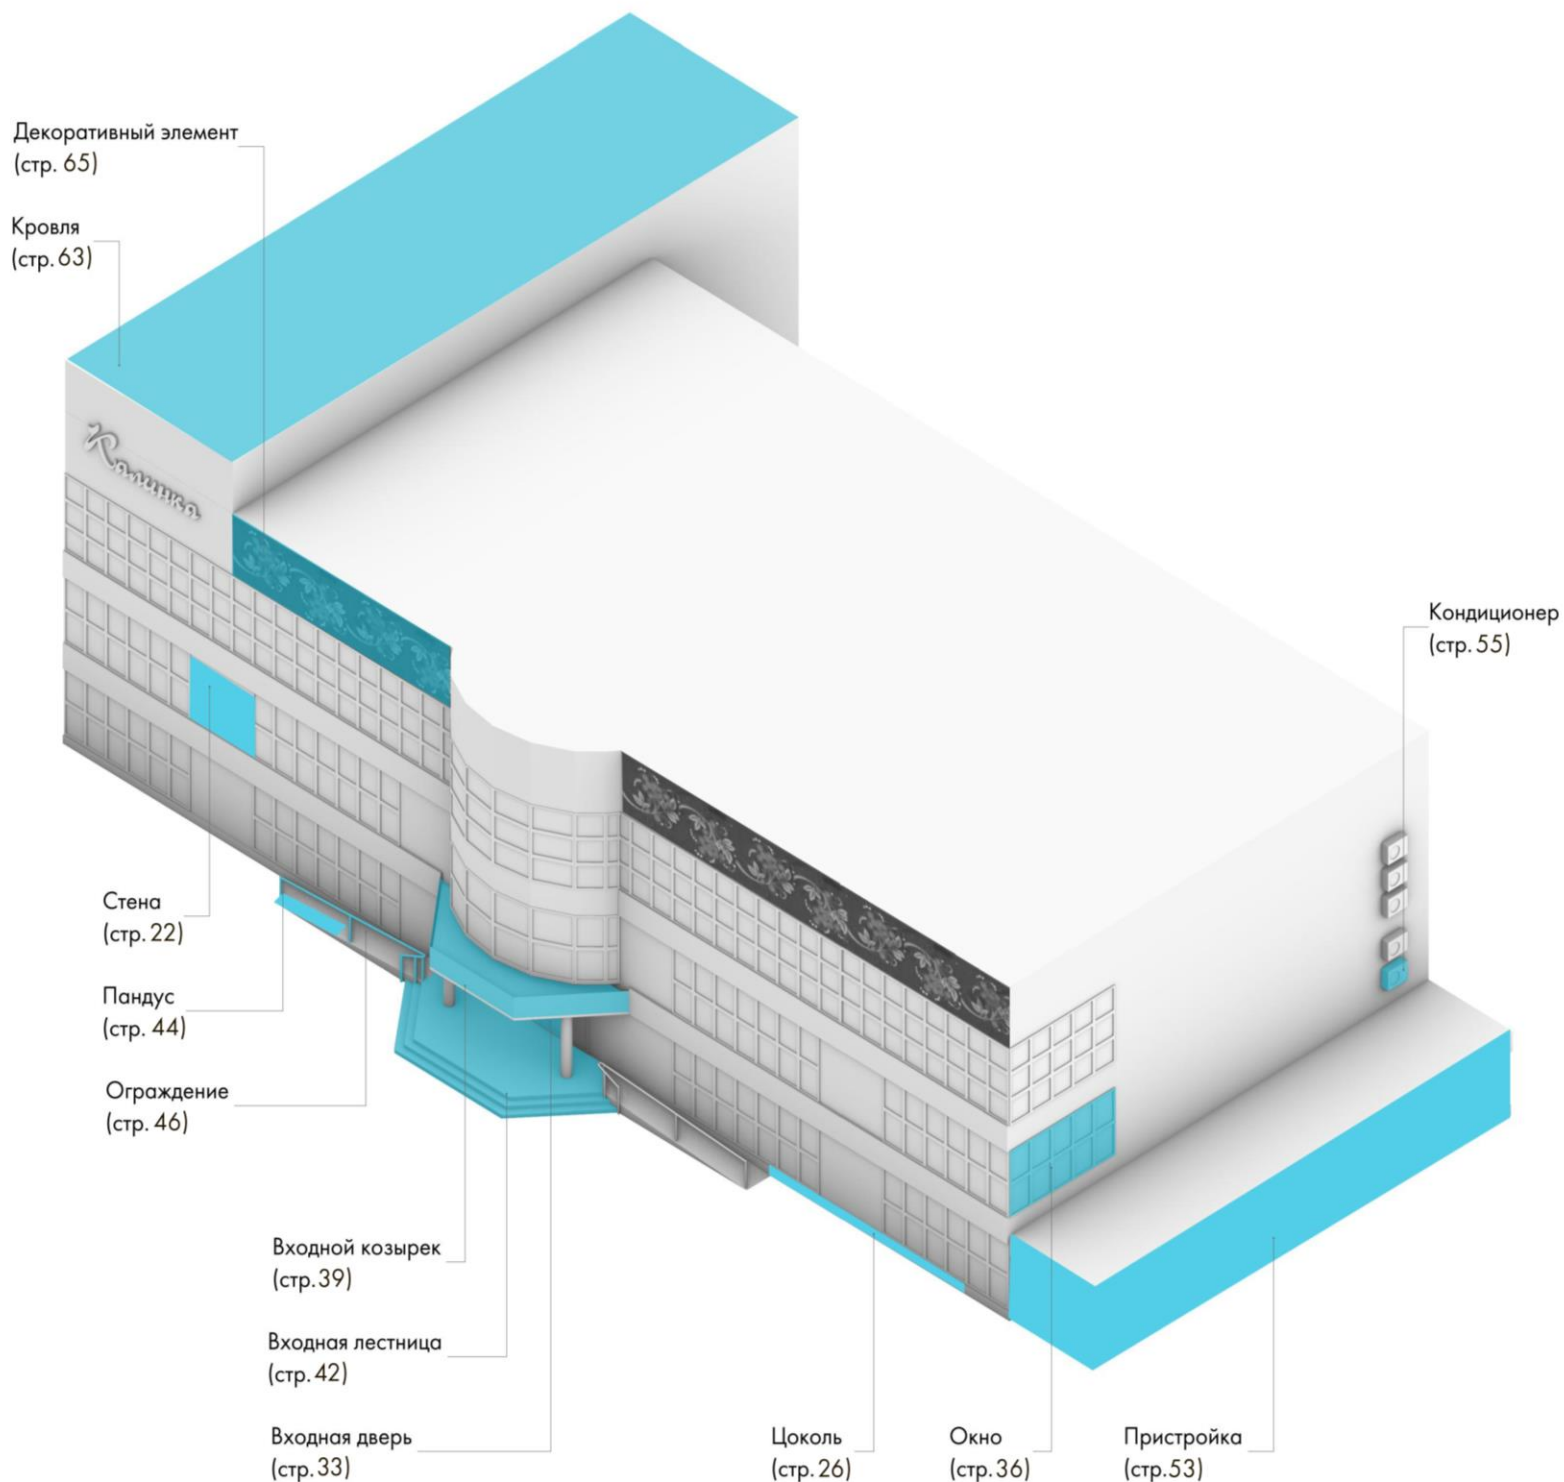 Декоративный элемент
(стр. 65)
Кровля
(стр. 63)
Калинка
Кондиционер
(стр. 55)
Стена
(стр. 22)
Пандус
(стр. 44)
Ограждение
(стр. 46)
Входной козырек
(стр. 39)
Входная лестница
(стр. 42)
Входная дверь
(стр. 33)
Цоколь
(стр. 26)
Окно
(стр. 36)
Пристройка
(стр. 53)